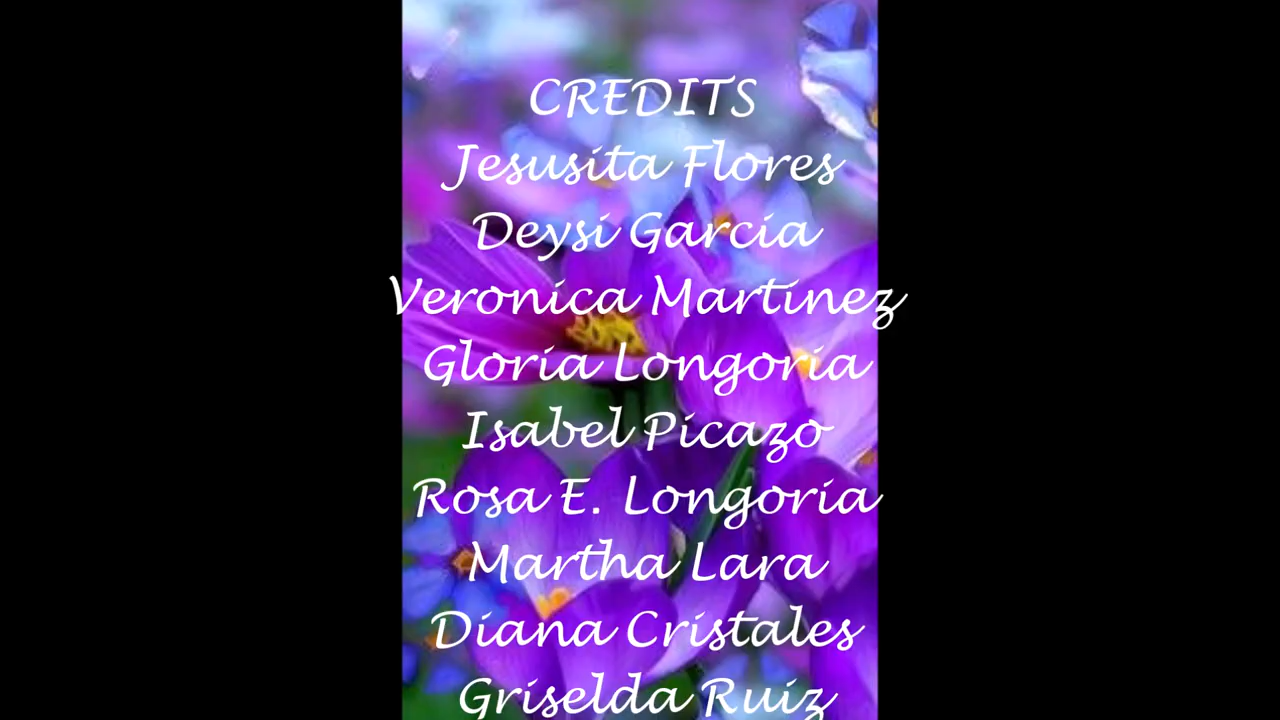 CREDITS
Jesusita Flores
Deysi Garcia
Veronica Martinez
Gloria Longoria
Isabel Picazo
Rosa E. Longoria
Martha Lara
Diana Cristales
Griselda Ruiz